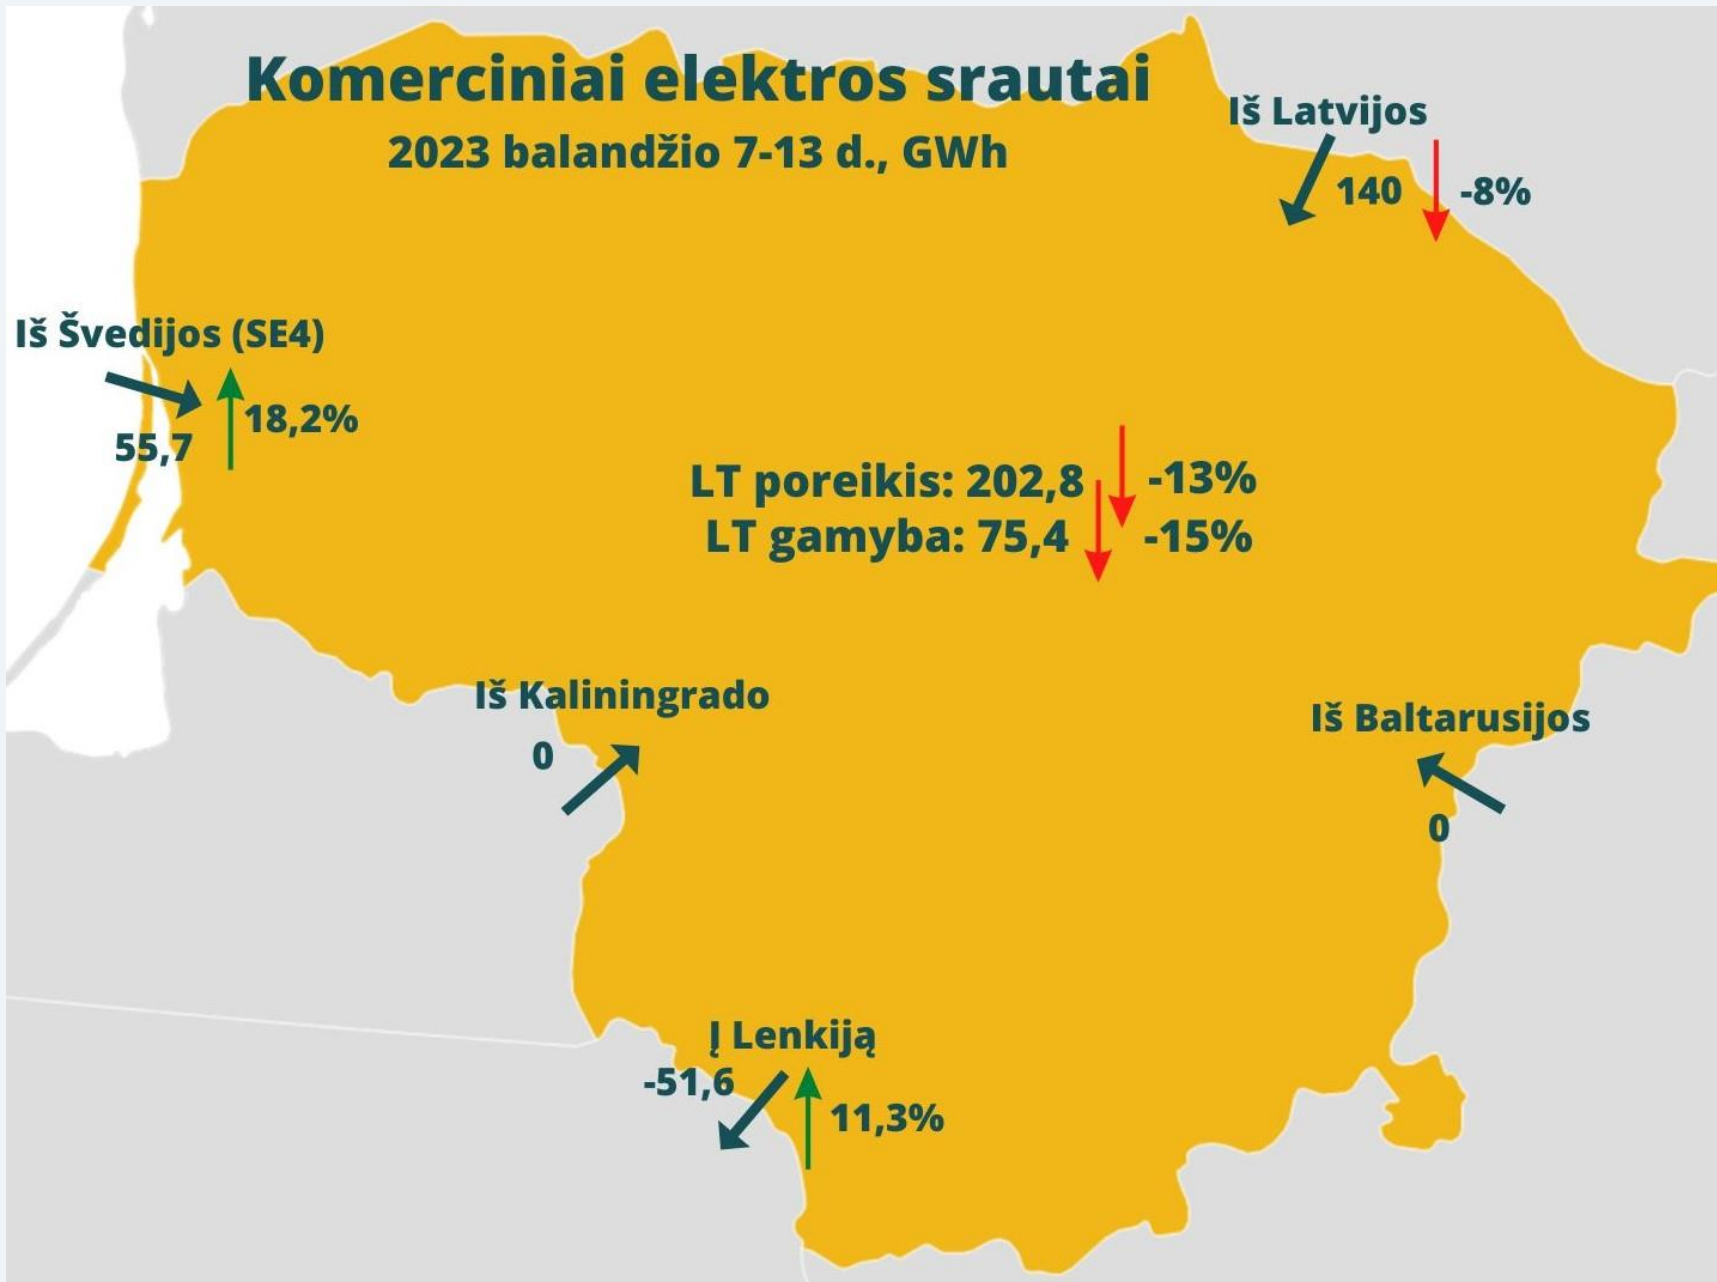 Komerciniai elektros srautai
2023 balandžio 7-13 d., GWh
Iš Latvijos
140 -8%
Iš Švedijos (SE4)
18,2%
55,7
LT poreikis: 202,8 -13%
LT gamyba: 75,4 -15%
Iš Kaliningrado
0
Iš Baltarusijos
0
Į Lenkiją
-51,6
11,3%